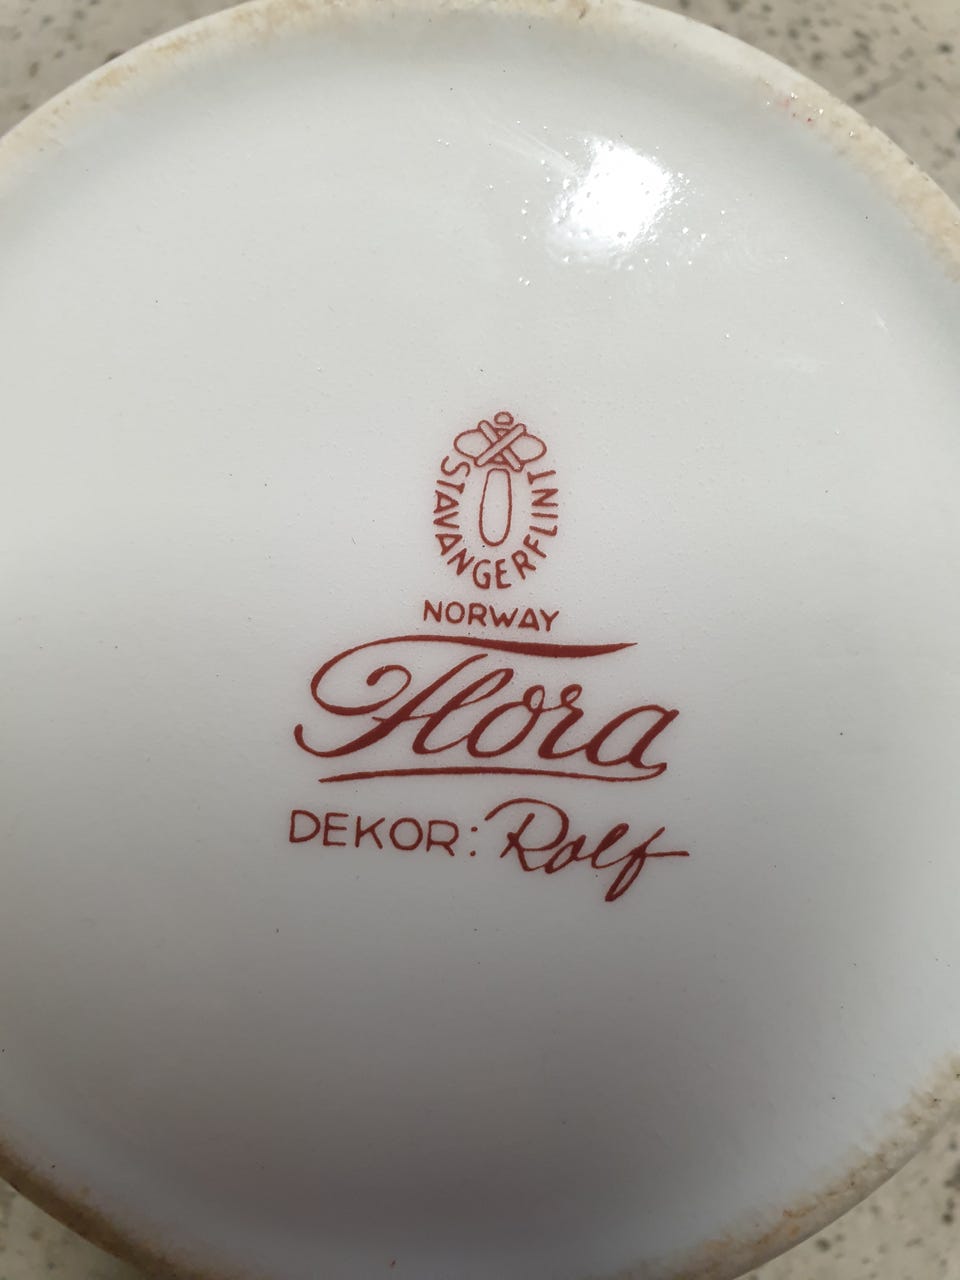 STAVANGERFLINT
NORWAY
Flora
DEKOR: Rolf